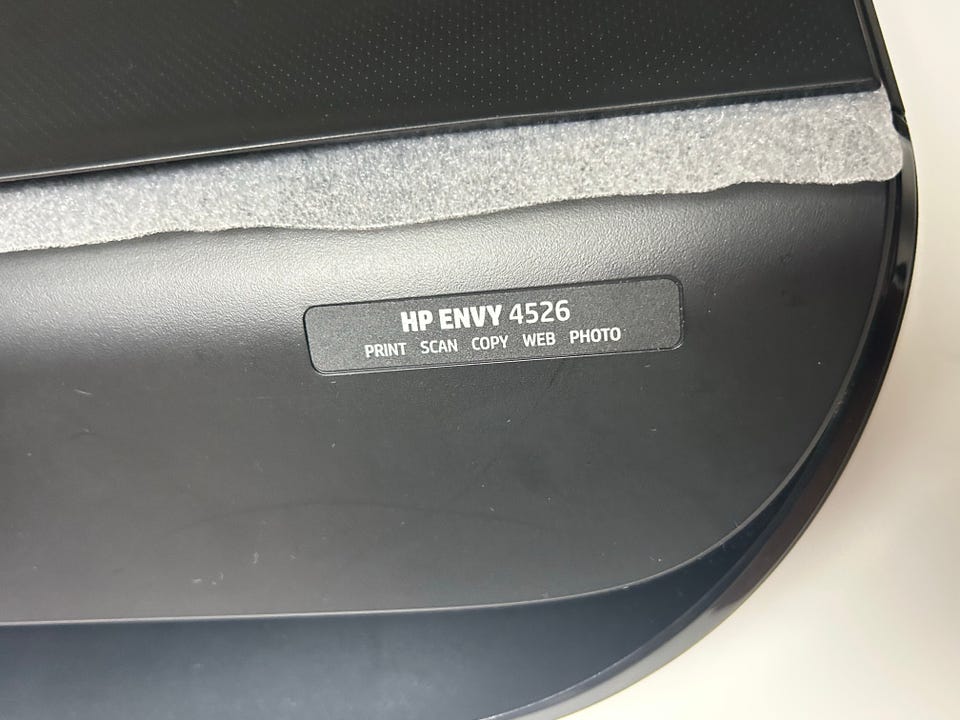 HP ENVY 4526
PRINT SCAN COPY WEB PHOTO